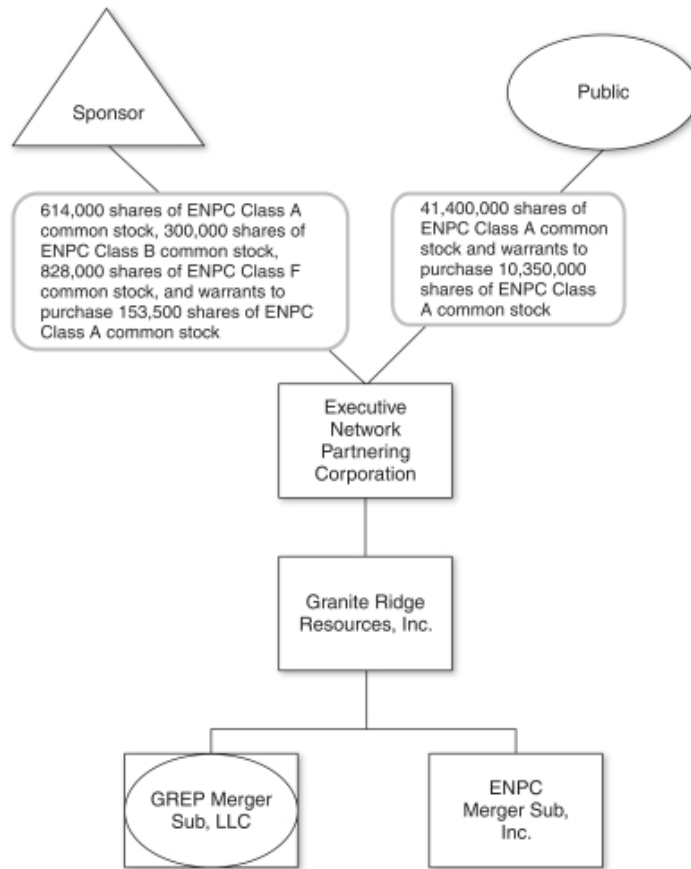 Sponsor
Public
614,000 shares of ENPC Class A
common stock, 300,000 shares of
ENPC Class B common stock,
828,000 shares of ENPC Class F
common stock, and warrants to
purchase 153,500 shares of ENPC
Class A common stock
41,400,000 shares of
ENPC Class A common
stock and warrants to
purchase 10,350,000
shares of ENPC Class
A common stock
Executive
Network
Partnering
Corporation
Granite Ridge
Resources, Inc.
GREP Merger
Sub, LLC
ENPC
Merger Sub,
Inc.